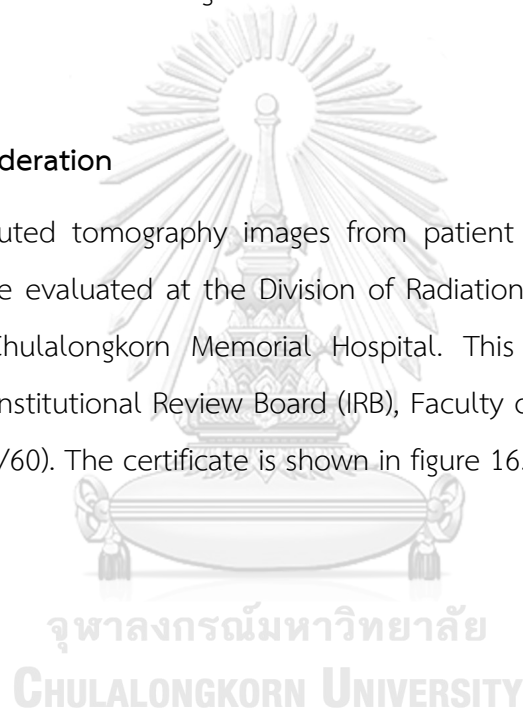 deration
uted tomography images from patient
e evaluated at the Division of Radiation
Chulalongkorn Memorial Hospital. This
nstitutional Review Board (IRB), Faculty
/60). The certificate is shown in figure 16.
จุฬาลงกรณ์มหาวิทยาลัย
CHULALONGKORN UNIVERSITY